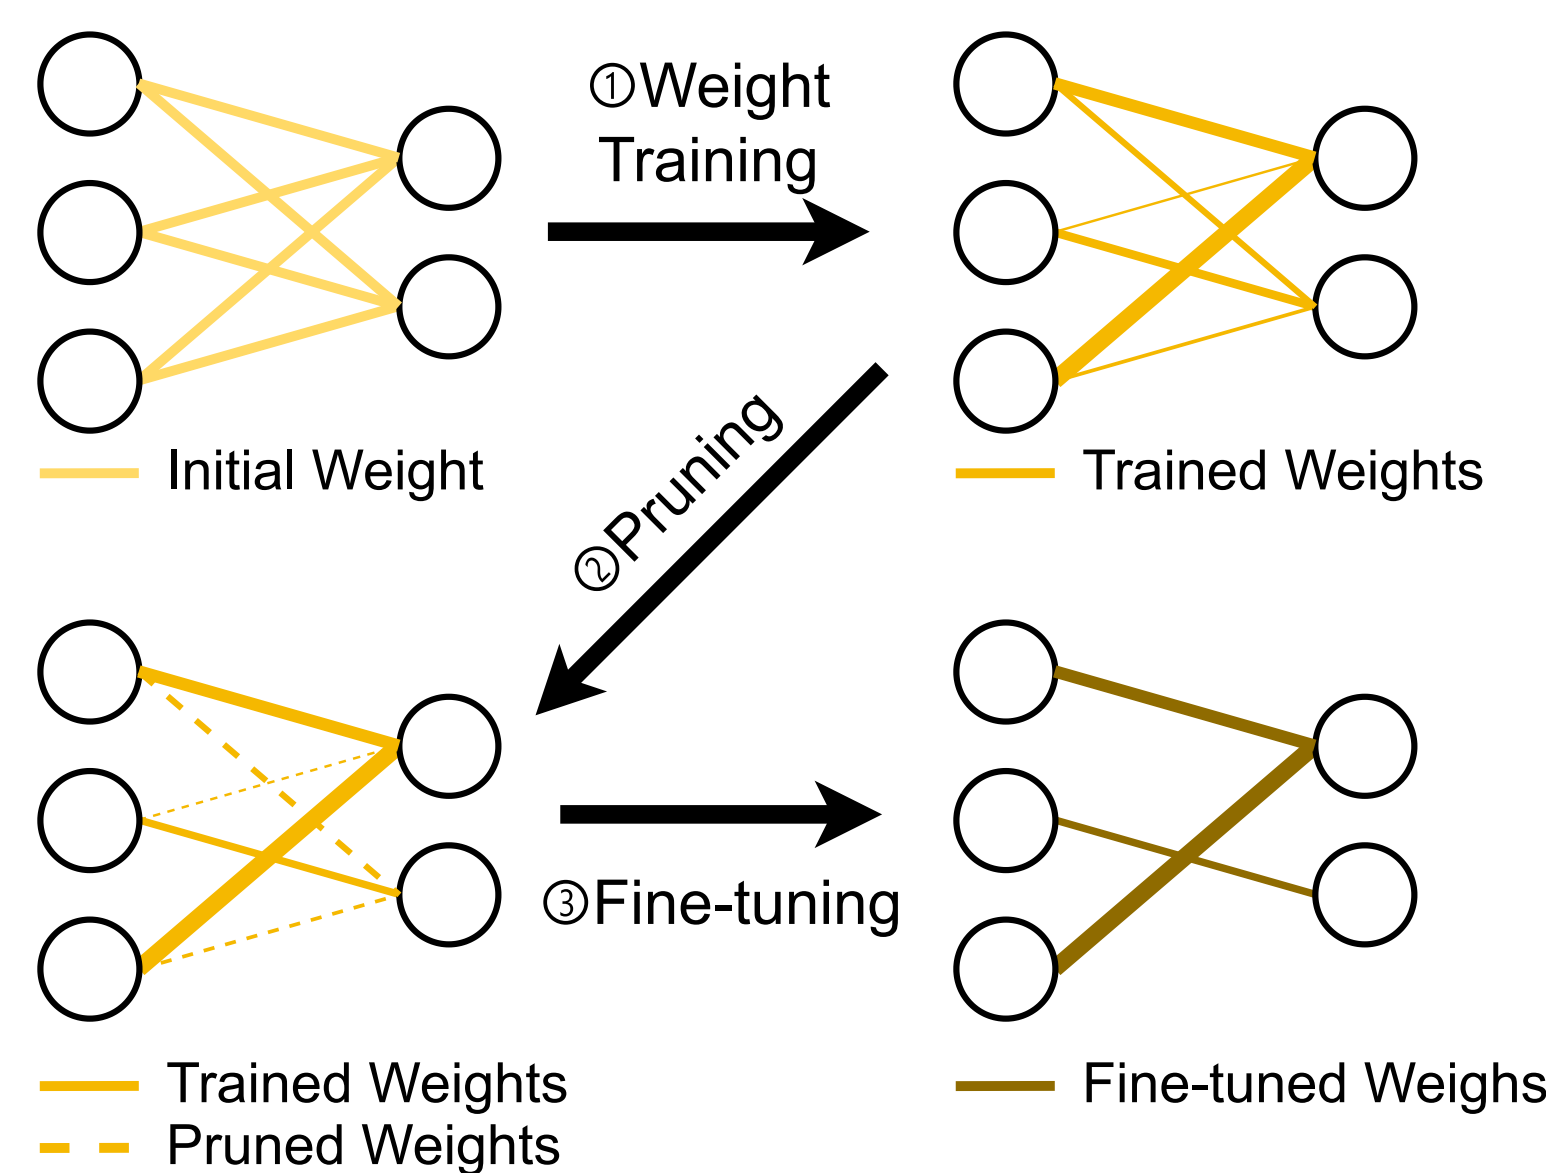 ①Weight
Training
Initial Weight
Trained Weights
②Pruning
③Fine-tuning
Trained Weights
Pruned Weights
Fine-tuned Weighs